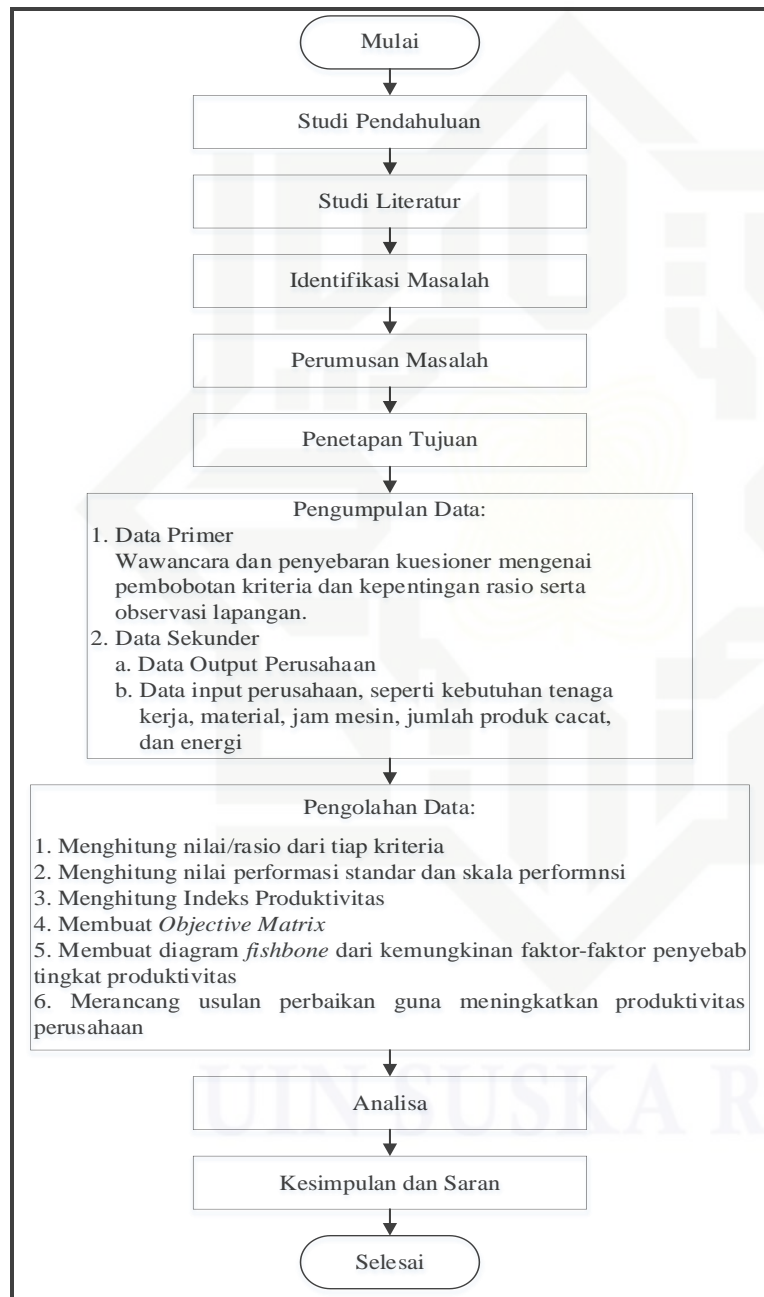 Mulai
Studi Pendahuluan
Studi Literatur
Identifikasi Masalah
Perumusan Masalah
Penetapan Tujuan
Pengumpulan Data:
1. Data Primer
Wawancara dan penyebaran kuesioner mengenai
pembobotan kriteria dan kepentingan rasio serta
observasi lapangan.
2. Data Sekunder
a. Data Output Perusahaan
b. Data input perusahaan, seperti kebutuhan tenaga
kerja, material, jam mesin, jumlah produk cacat,
dan energi
Pengolahan Data:
1. Menghitung nilai/rasio dari tiap kriteria
2. Menghitung nilai performasi standar dan skala performnsi
3. Menghitung Indeks Produktivitas
4. Membuat Objective Matrix
5. Membuat diagram fishbone dari kemungkinan faktor-faktor penyebab
tingkat produktivitas
6. Merancang usulan perbaikan guna meningkatkan produktivitas
perusahaan
UIN SUSKA R
Analisa
Kesimpulan dan Saran
Selesai